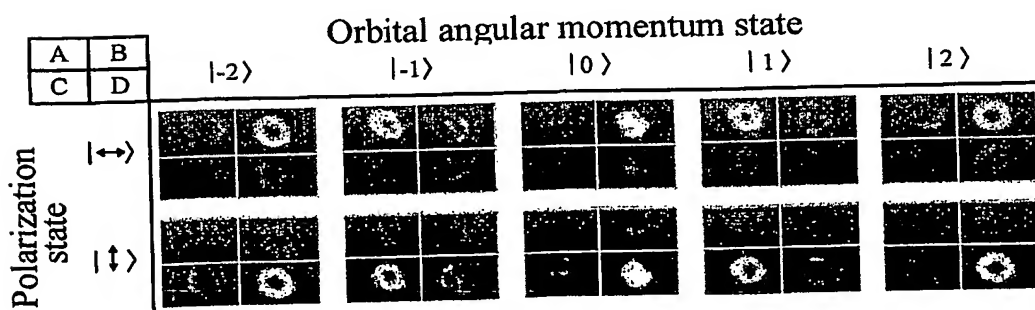 Orbital angular momentum state
A B
C D
|-2⟩ |-1⟩ |0⟩ |1⟩ |2⟩
Polarization
state
|↔⟩
|↕⟩